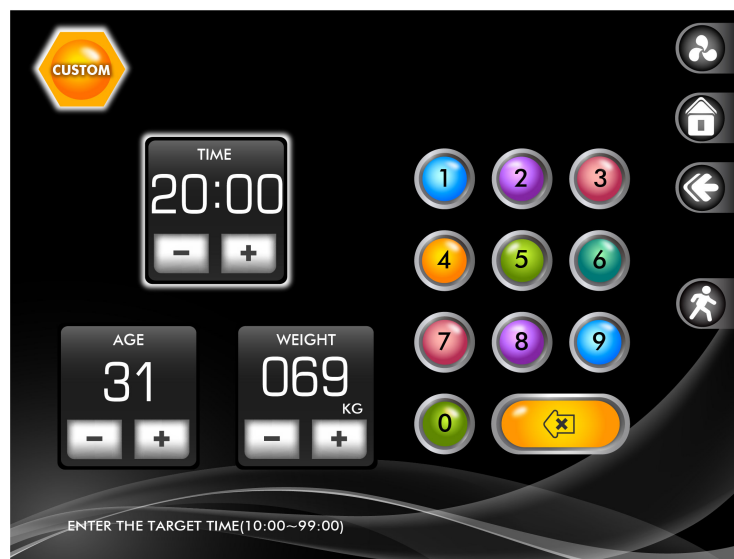 CUSTOM
TIME
20:00
- +
AGE
31
- +
WEIGHT
069
KG
- +
1 2 3
4 5 6
7 8 9
0
ENTER THE TARGET TIME(10:00~99:00)